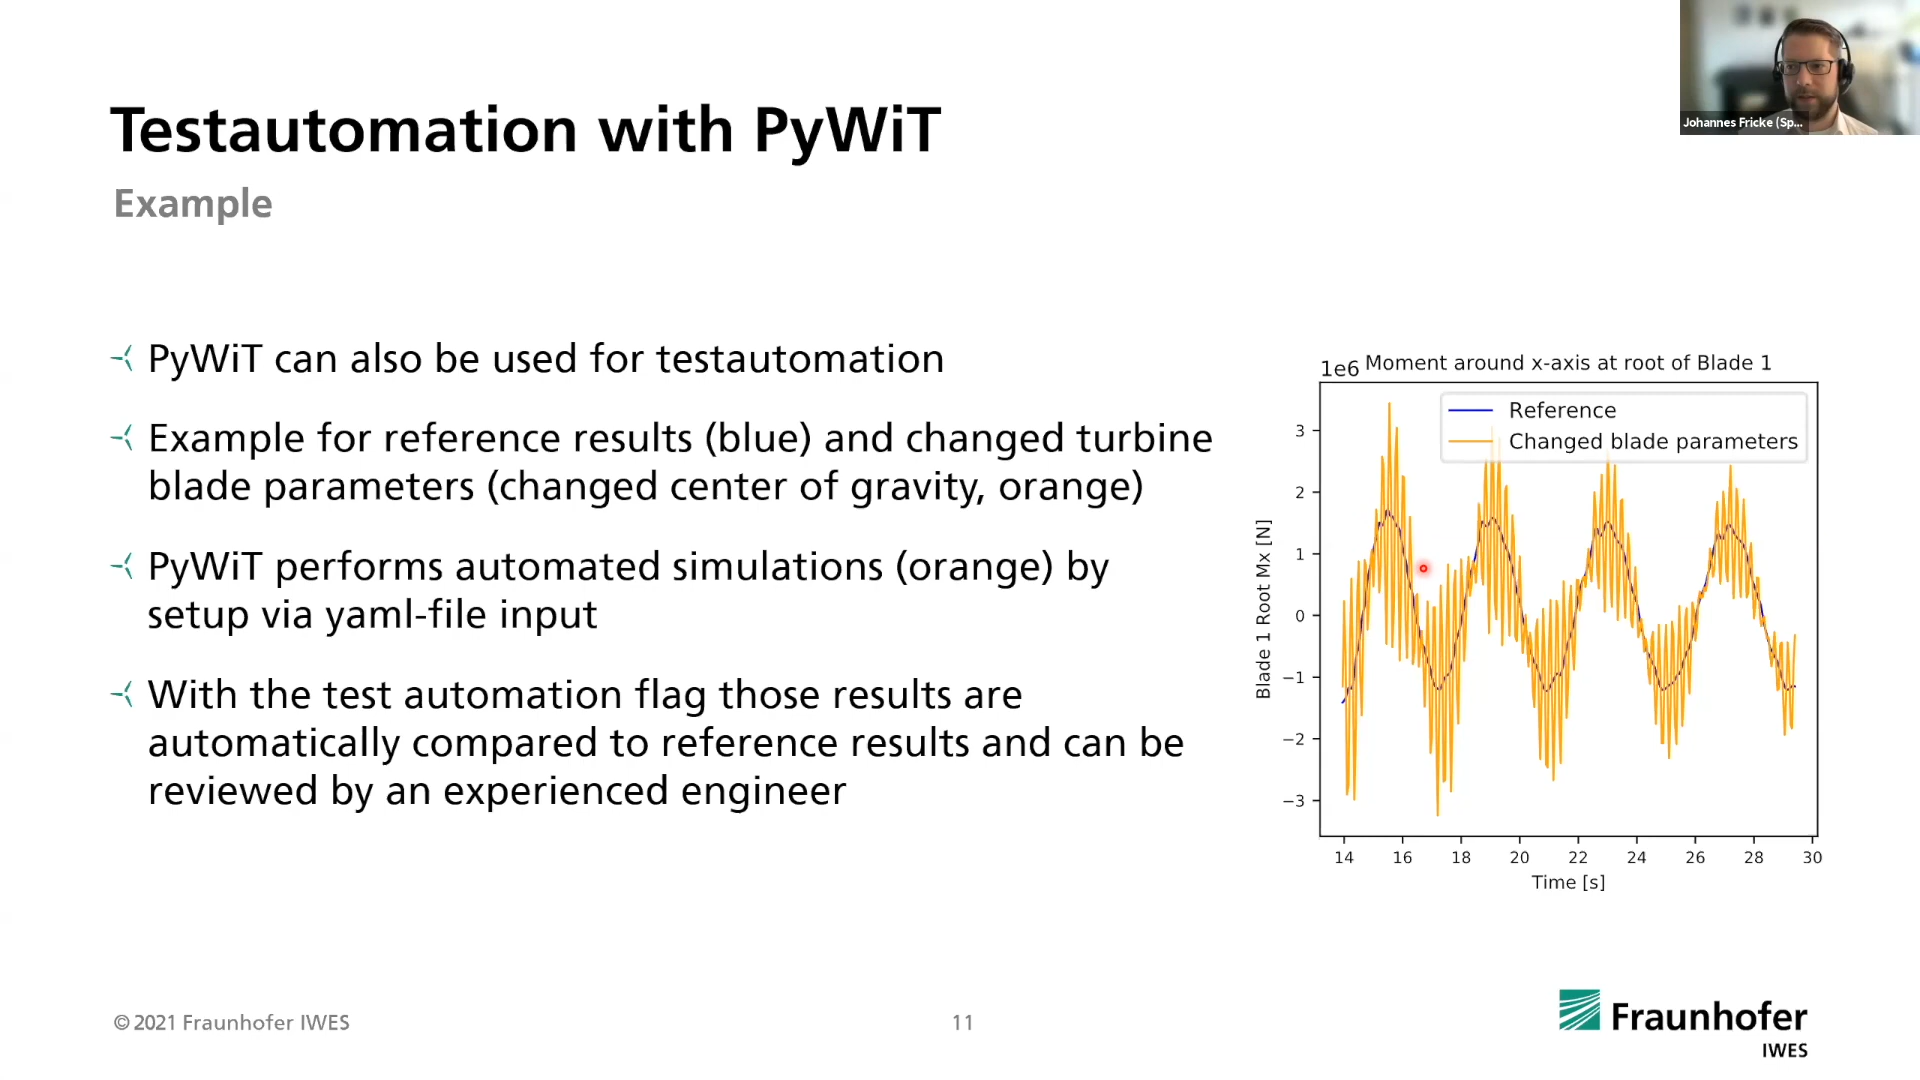 Johannes Fricke (Sp...
Testautomation with PyWiT
Example
PyWiT can also be used for testautomation
Example for reference results (blue) and changed turbine
blade parameters (changed center of gravity, orange)
PyWiT performs automated simulations (orange) by
setup via yaml-file input
With the test automation flag those results are
automatically compared to reference results and can be
reviewed by an experienced engineer
1e6 Moment around x-axis at root of Blade 1
Reference
Changed blade parameters
Blade 1 Root Mx [N]
3
2
1
0
−1
−2
−3
14 16 18 20 22 24 26 28 30
Time [s]
© 2021 Fraunhofer IWES
11
Fraunhofer
IWES